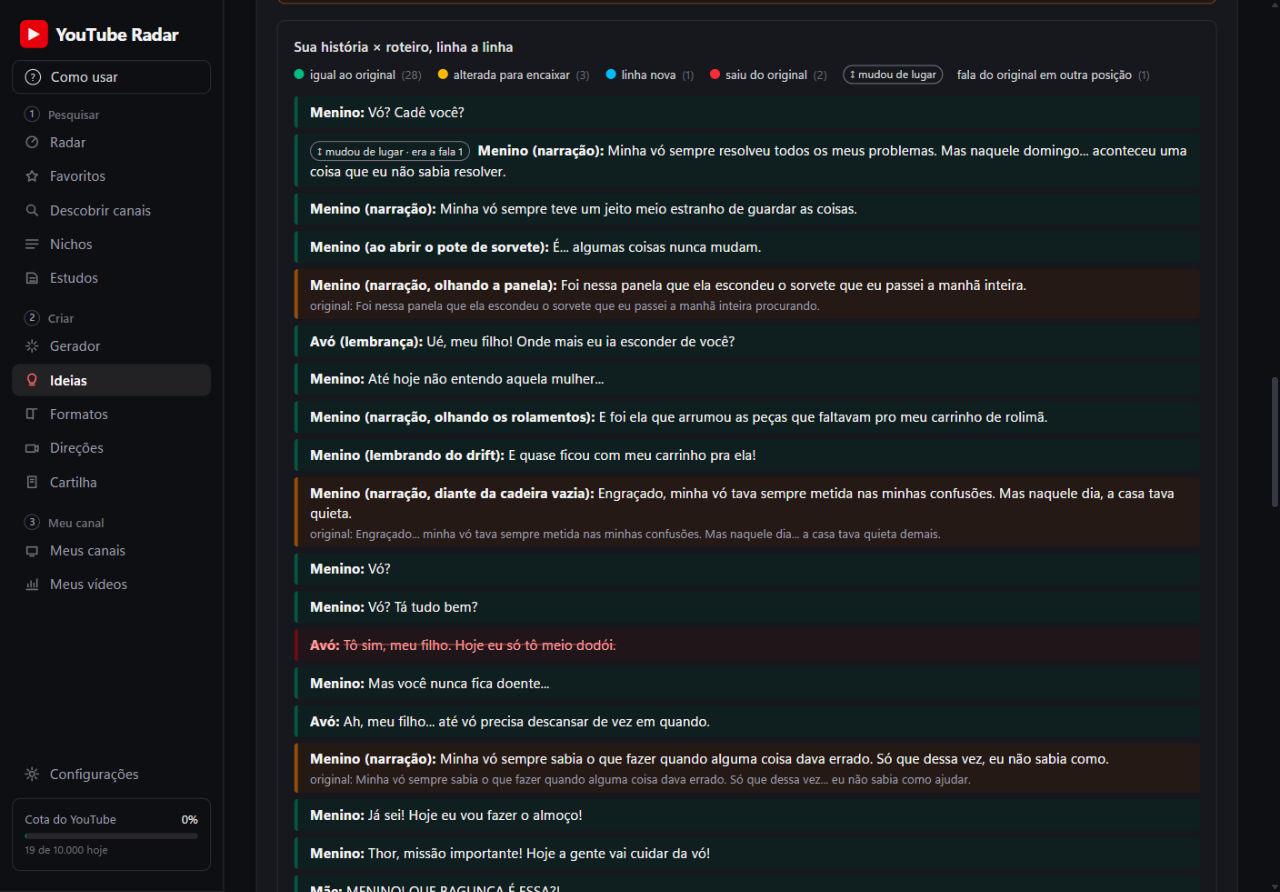 YouTube Radar
? Como usar
1 Pesquisar
Radar
Favoritos
Descobrir canais
Nichos
Estudos
2 Criar
Gerador
Ideias
Formatos
Direções
Cartilha
3 Meu canal
Meus canais
Meus vídeos
Configurações
Cota do YouTube 0%
19 de 10.000 hoje
Sua história × roteiro, linha a linha
igual ao original (28) alterada para encaixar (3) linha nova (1) saiu do original (2) ↕ mudou de lugar fala do original em outra posição (1)
Menino: Vó? Cadê você?
↕ mudou de lugar · era a fala 1 Menino (narração): Minha vó sempre resolveu todos os meus problemas. Mas naquele domingo... aconteceu uma
coisa que eu não sabia resolver.
Menino (narração): Minha vó sempre teve um jeito meio estranho de guardar as coisas.
Menino (ao abrir o pote de sorvete): É... algumas coisas nunca mudam.
Menino (narração, olhando a panela): Foi nessa panela que ela escondeu o sorvete que eu passei a manhã inteira.
original: Foi nessa panela que ela escondeu o sorvete que eu passei a manhã inteira procurando.
Avó (lembrança): Ué, meu filho! Onde mais eu ia esconder de você?
Menino: Até hoje não entendo aquela mulher...
Menino (narração, olhando os rolamentos): E foi ela que arrumou as peças que faltavam pro meu carrinho de rolimã.
Menino (lembrando do drift): E quase ficou com meu carrinho pra ela!
Menino (narração, diante da cadeira vazia): Engraçado, minha vó tava sempre metida nas minhas confusões. Mas naquele dia, a casa tava
quieta.
original: Engraçado... minha vó tava sempre metida nas minhas confusões. Mas naquele dia... a casa tava quieta demais.
Menino: Vó?
Menino: Vó? Tá tudo bem?
Avó: Tô sim, meu filho. Hoje eu só tô meio dodói.
Menino: Mas você nunca fica doente...
Avó: Ah, meu filho... até vó precisa descansar de vez em quando.
Menino (narração): Minha vó sempre sabia o que fazer quando alguma coisa dava errado. Só que dessa vez, eu não sabia como.
original: Minha vó sempre sabia o que fazer quando alguma coisa dava errado. Só que dessa vez... eu não sabia como ajudar.
Menino: Já sei! Hoje eu vou fazer o almoço!
Menino: Thor, missão importante! Hoje a gente vai cuidar da vó!
Mãe: MENINO! QUE BAGUNÇA É ESSA?!